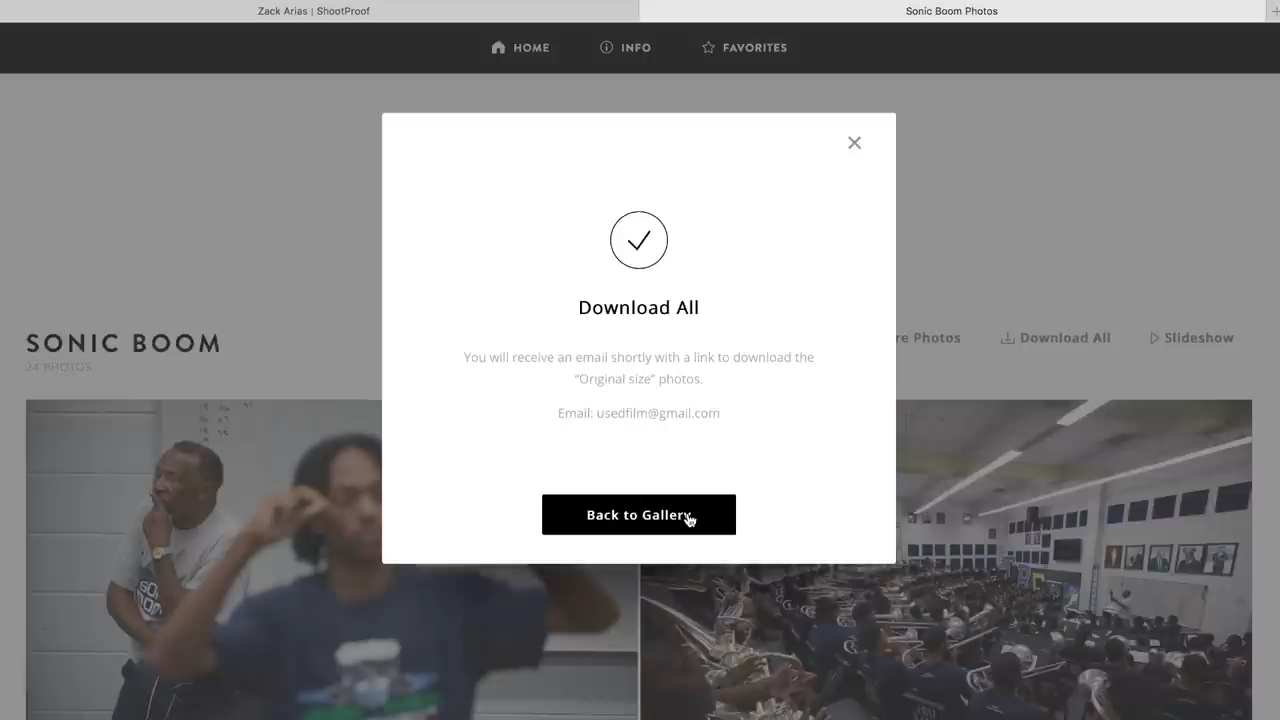 Zack Arias | ShootProof
Sonic Boom Photos
HOME
INFO
FAVORITES
Download All
You will receive an email shortly with a link to download the
“Original size” photos.
Email: usedfilm@gmail.com
Back to Gallery
SONIC BOOM
24 PHOTOS
re Photos
Download All
Slideshow